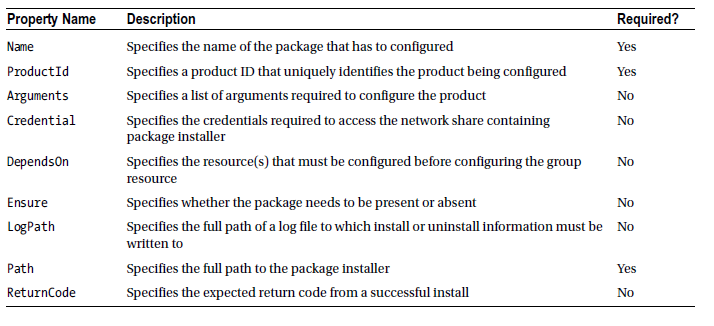 Property Name Description Required?
Name Specifies the name of the package that has to configured Yes
ProductId Specifies a product ID that uniquely identifies the product being configured Yes
Arguments Specifies a list of arguments required to configure the product No
Credential Specifies the credentials required to access the network share containing No
package installer
DependsOn Specifies the resource(s) that must be configured before configuring the group No
resource
Ensure Specifies whether the package needs to be present or absent No
LogPath Specifies the full path of a log file to which install or uninstall information must be No
written to
Path Specifies the full path to the package installer Yes
ReturnCode Specifies the expected return code from a successful install No